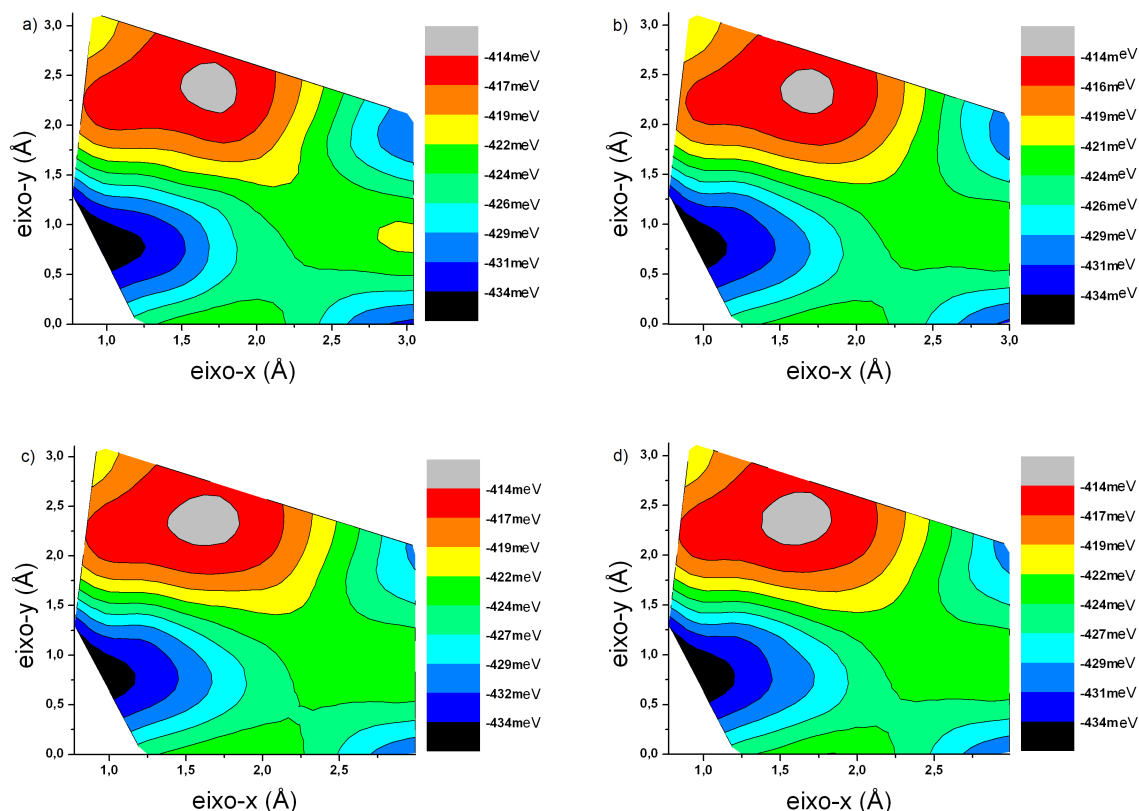 a)
3,0
2,5
2,0
1,5
1,0
0,5
0,0
eixo-y (Å)
1,0 1,5 2,0 2,5 3,0
eixo-x (Å)
-414meV
-417meV
-419meV
-422meV
-424meV
-426meV
-429meV
-431meV
-434meV
b)
3,0
2,5
2,0
1,5
1,0
0,5
0,0
eixo-y (Å)
1,0 1,5 2,0 2,5 3,0
eixo-x (Å)
-414meV
-416meV
-419meV
-421meV
-424meV
-426meV
-429meV
-431meV
-434meV
c)
3,0
2,5
2,0
1,5
1,0
0,5
0,0
eixo-y (Å)
1,0 1,5 2,0 2,5
eixo-x (Å)
-414meV
-417meV
-419meV
-422meV
-424meV
-427meV
-429meV
-432meV
-434meV
d)
3,0
2,5
2,0
1,5
1,0
0,5
0,0
eixo-y (Å)
1,0 1,5 2,0 2,5
eixo-x (Å)
-414meV
-417meV
-419meV
-422meV
-424meV
-427meV
-429meV
-431meV
-434meV